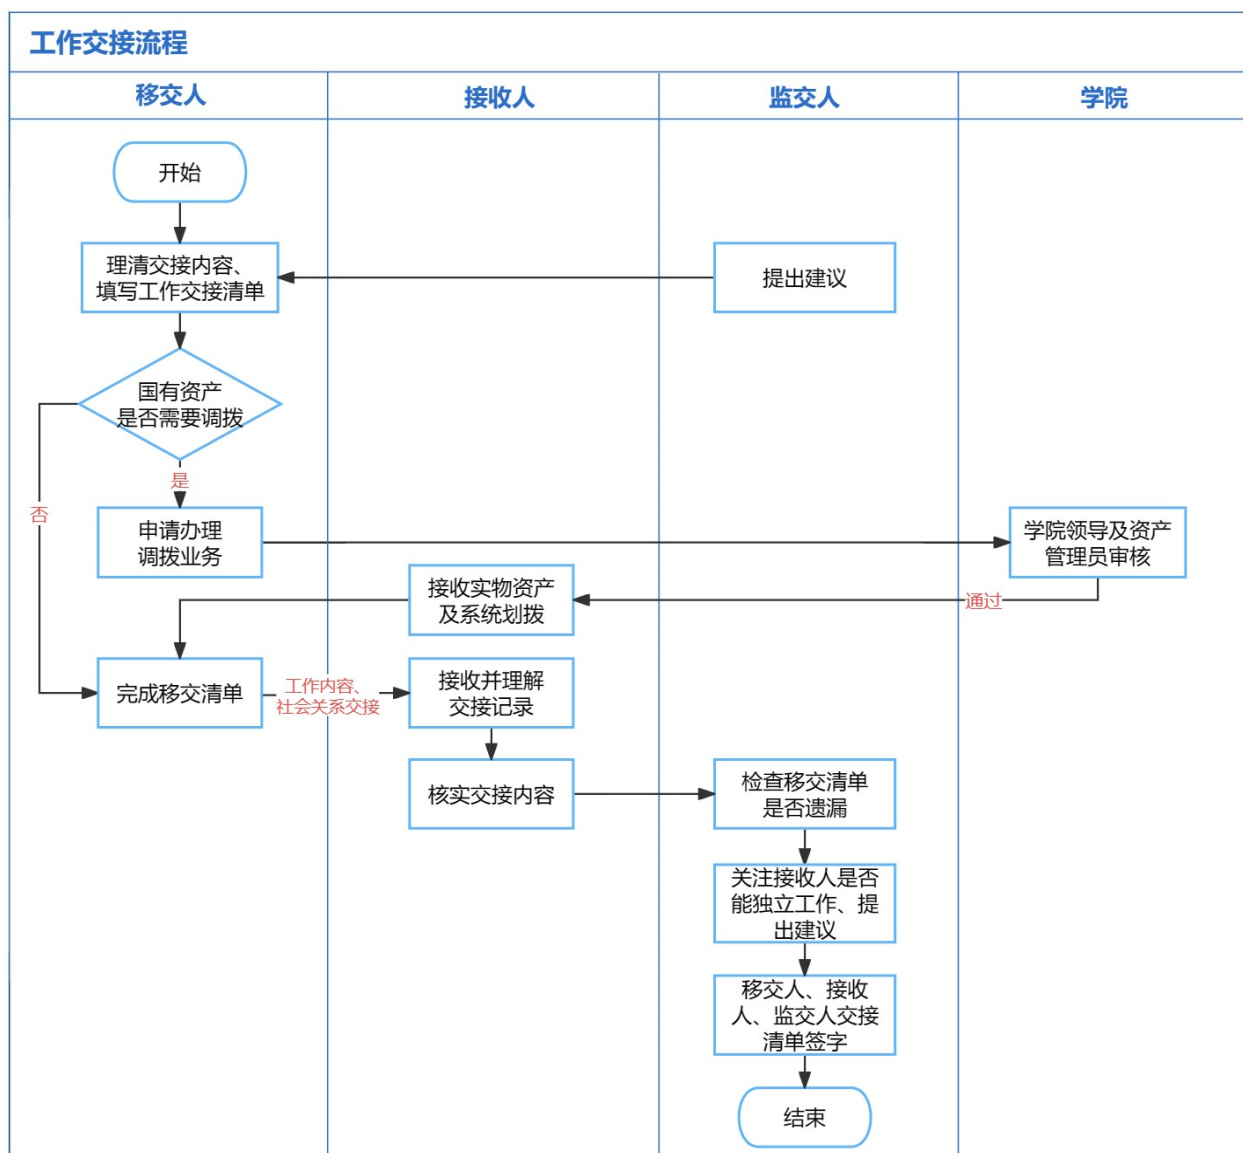 工作交接流程
移交人
接收人
监交人
学院
开始
理清交接内容、
填写工作交接清单
提出建议
国有资产
是否需要调拨
是
否
申请办理
调拨业务
学院领导及资产
管理员审核
接收实物资产
及系统划拨
通过
完成移交清单
工作内容、
社会关系交接
接收并理解
交接记录
核实交接内容
检查移交清单
是否遗漏
关注接收人是否
能独立工作、提
出建议
移交人、接收
人、监交人交接
清单签字
结束